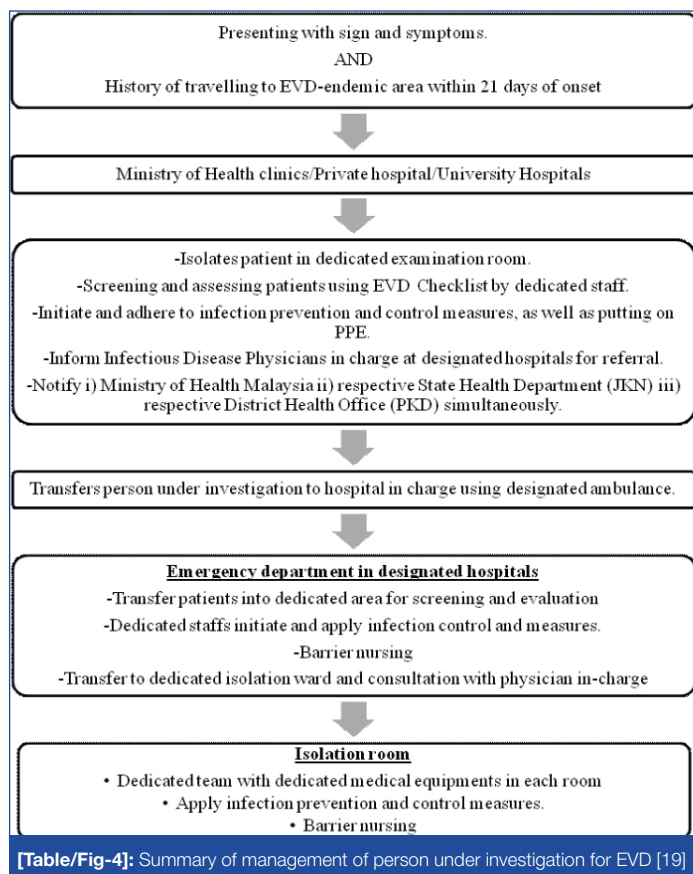 Presenting with sign and symptoms.
AND
History of travelling to EVD-endemic area within 21 days of onset
Ministry of Health clinics/Private hospital/University Hospitals
-Isolates patient in dedicated examination room.
-Screening and assessing patients using EVD Checklist by dedicated staff.
-Initiate and adhere to infection prevention and control measures, as well as putting on
PPE.
-Inform Infectious Disease Physicians in charge at designated hospitals for referral.
-Notify i) Ministry of Health Malaysia ii) respective State Health Department (JKN) iii)
respective District Health Office (PKD) simultaneously.
Transfers person under investigation to hospital in charge using designated ambulance.
Emergency department in designated hospitals
-Transfer patients into dedicated area for screening and evaluation
-Dedicated staffs initiate and apply infection control and measures.
-Barrier nursing
-Transfer to dedicated isolation ward and consultation with physician in-charge
Isolation room
• Dedicated team with dedicated medical equipments in each room
• Apply infection prevention and control measures.
• Barrier nursing
[Table/Fig-4]: Summary of management of person under investigation for EVD [19]